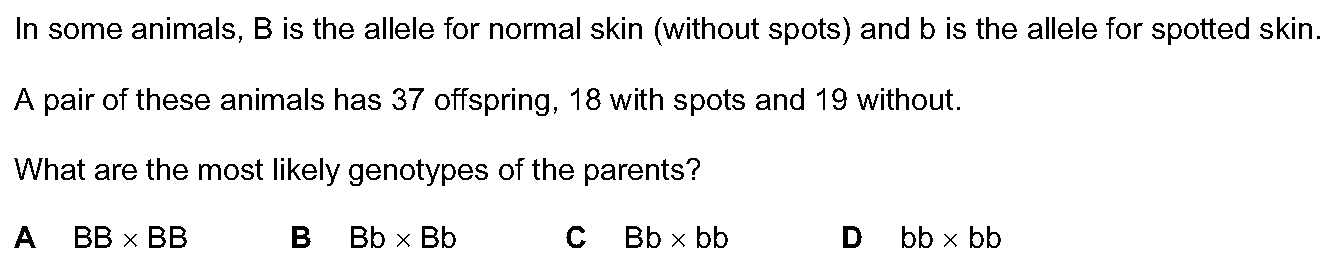 In some animals, B is the allele for normal skin (without spots) and b is the allele for spotted skin.
A pair of these animals has 37 offspring, 18 with spots and 19 without.
What are the most likely genotypes of the parents?
A BB × BB B Bb × Bb C Bb × bb D bb × bb